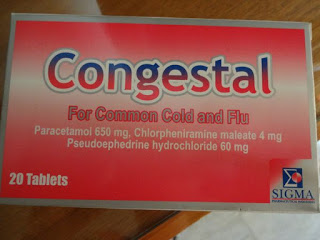 Congestal
For Common Cold and Flu
Paracetamol 650 mg, Chlorpheniramine maleate 4 mg
Pseudoephedrine hydrochloride 60 mg
20 Tablets
SIGMA